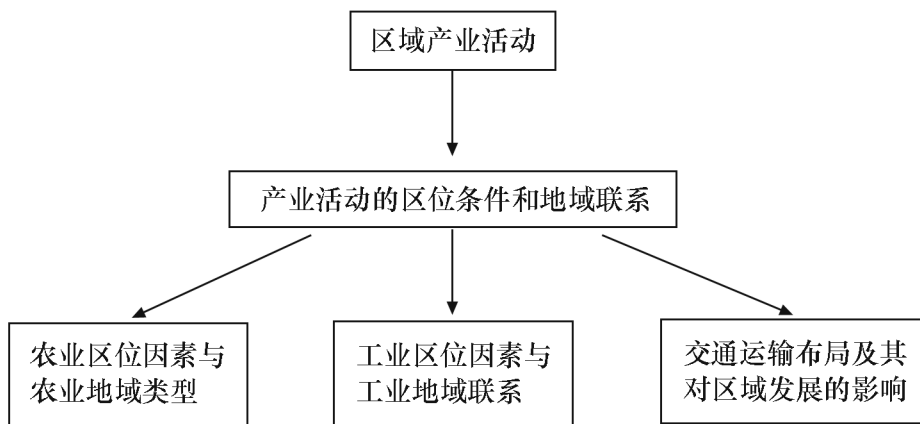 区域产业活动
产业活动的区位条件和地域联系
农业区位因素与
农业地域类型
工业区位因素与
工业地域联系
交通运输布局及其
对区域发展的影响